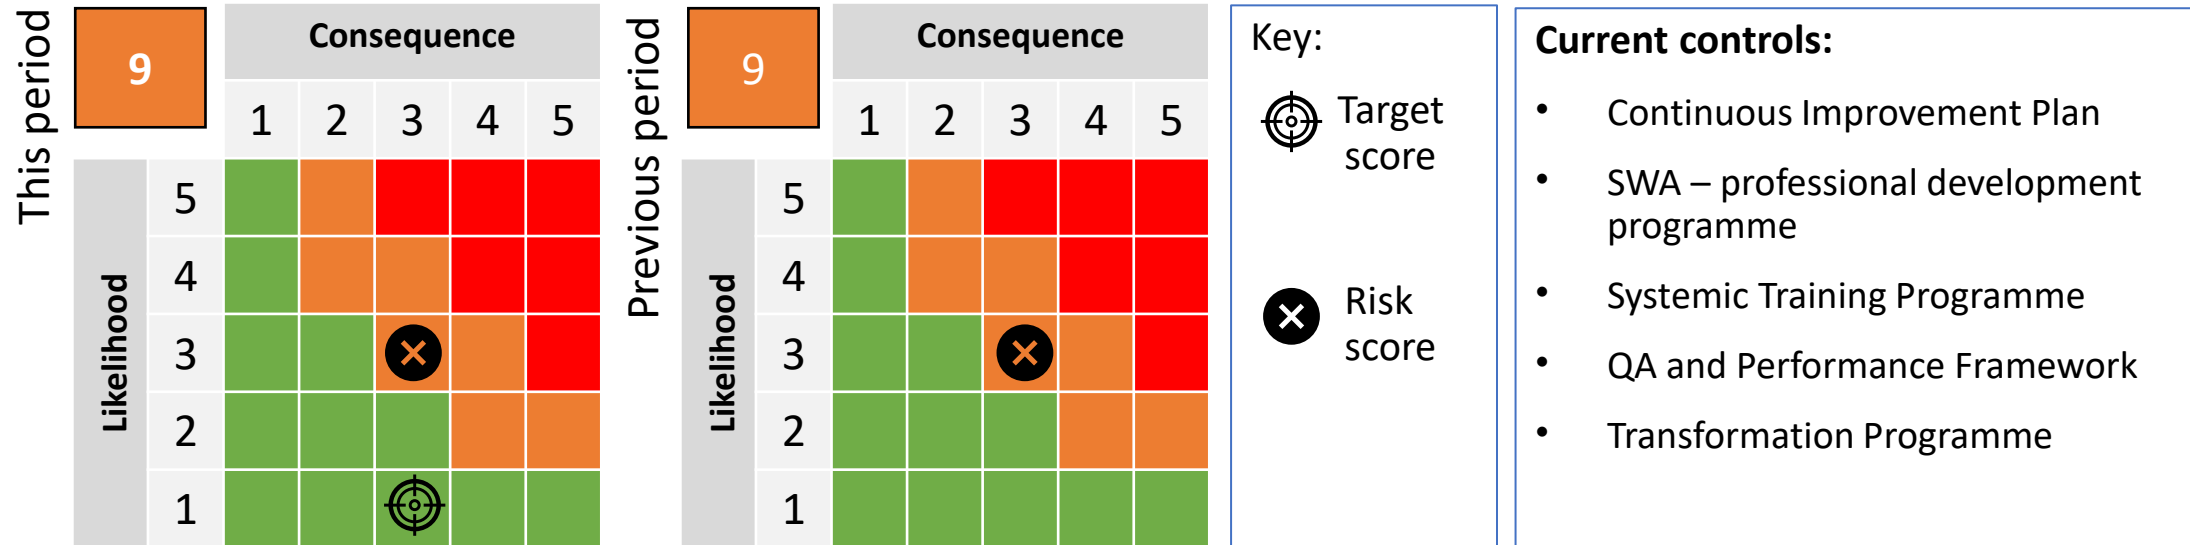 This period
9
Consequence
1 2 3 4 5
Likelihood
5
4
3
2
1
Previous period
9
Consequence
1 2 3 4 5
Likelihood
5
4
3
2
1
Key:
Target
score
Risk
score
Current controls:
• Continuous Improvement Plan
• SWA – professional development
programme
• Systemic Training Programme
• QA and Performance Framework
• Transformation Programme